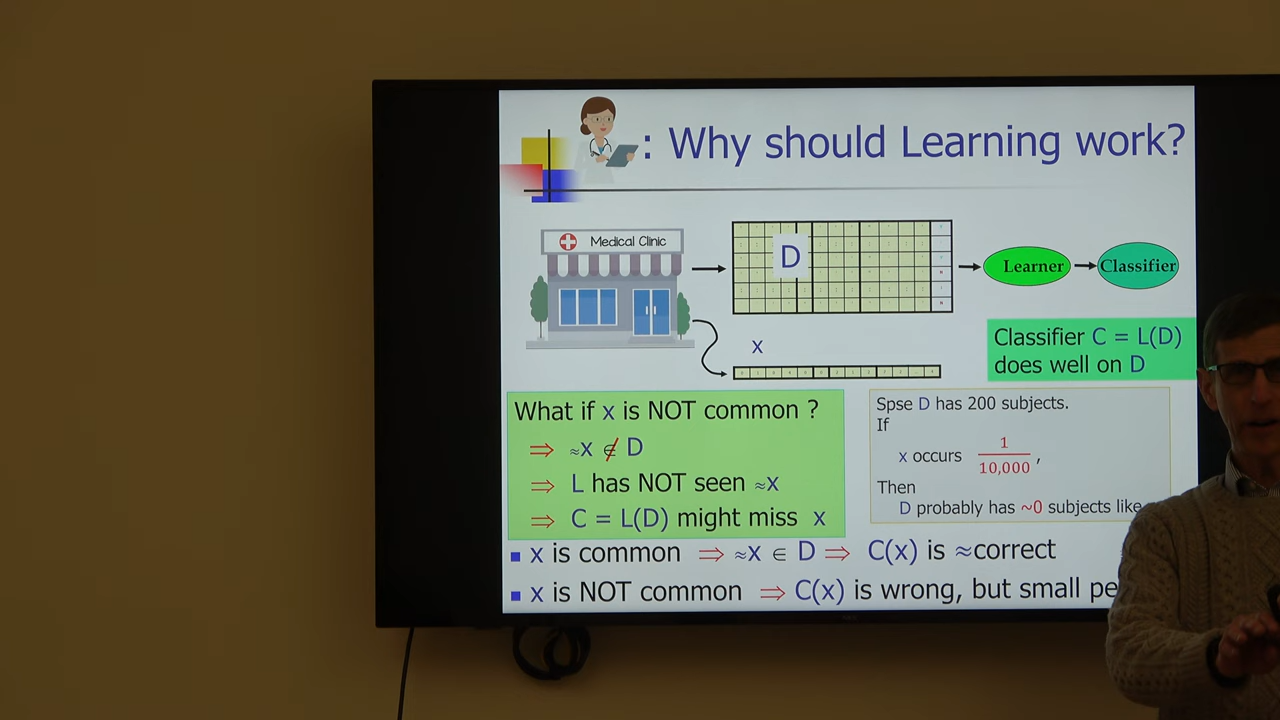 : Why should Learning work?
Medical Clinic
D
Learner
Classifier
x
Classifier C = L(D)
does well on D
What if x is NOT common ?
⇒ ≈x ∉ D
⇒ L has NOT seen ≈x
⇒ C = L(D) might miss x
Spse D has 200 subjects.
If
x occurs 1/10,000 ,
Then
D probably has ~0 subjects like
▪ x is common ⇒ ≈x ∈ D ⇒ C(x) is ≈correct
▪ x is NOT common ⇒ C(x) is wrong, but small